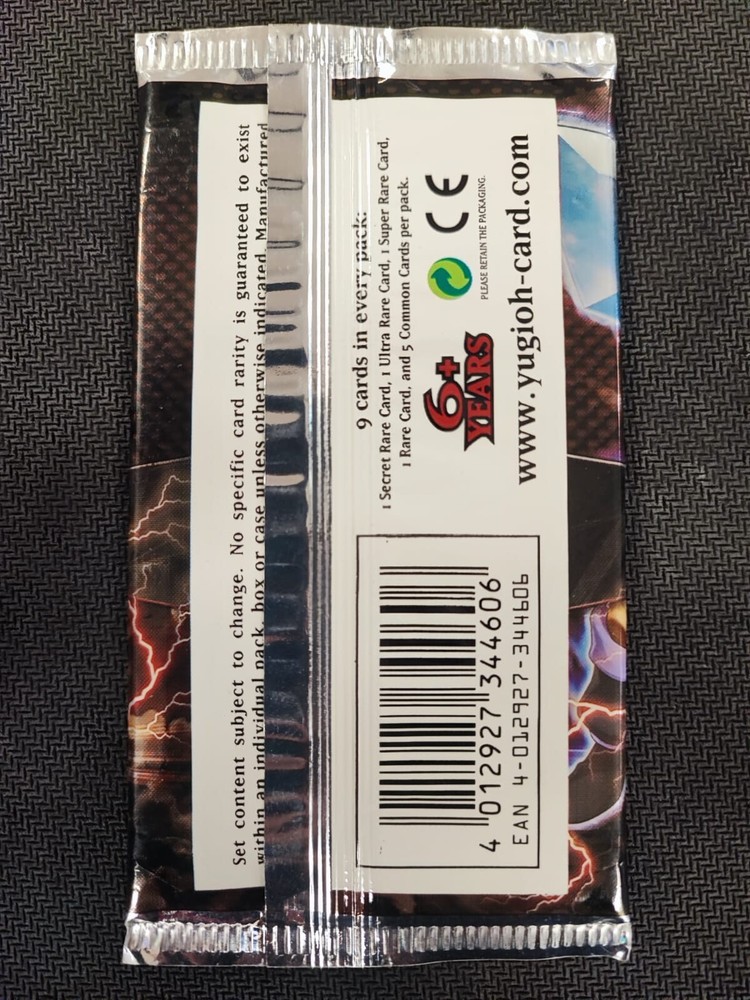 Set content subject to change. No specific card rarity is guaranteed to exist
within an individual pack, box or case unless otherwise indicated. Manufactured
9 cards in every pack:
1 Secret Rare Card, 1 Ultra Rare Card, 1 Super Rare Card,
1 Rare Card, and 5 Common Cards per pack.
6+
YEARS
CE
PLEASE RETAIN THE PACKAGING.
www.yugioh-card.com
4 012927 344606
EAN 4-012927-344606